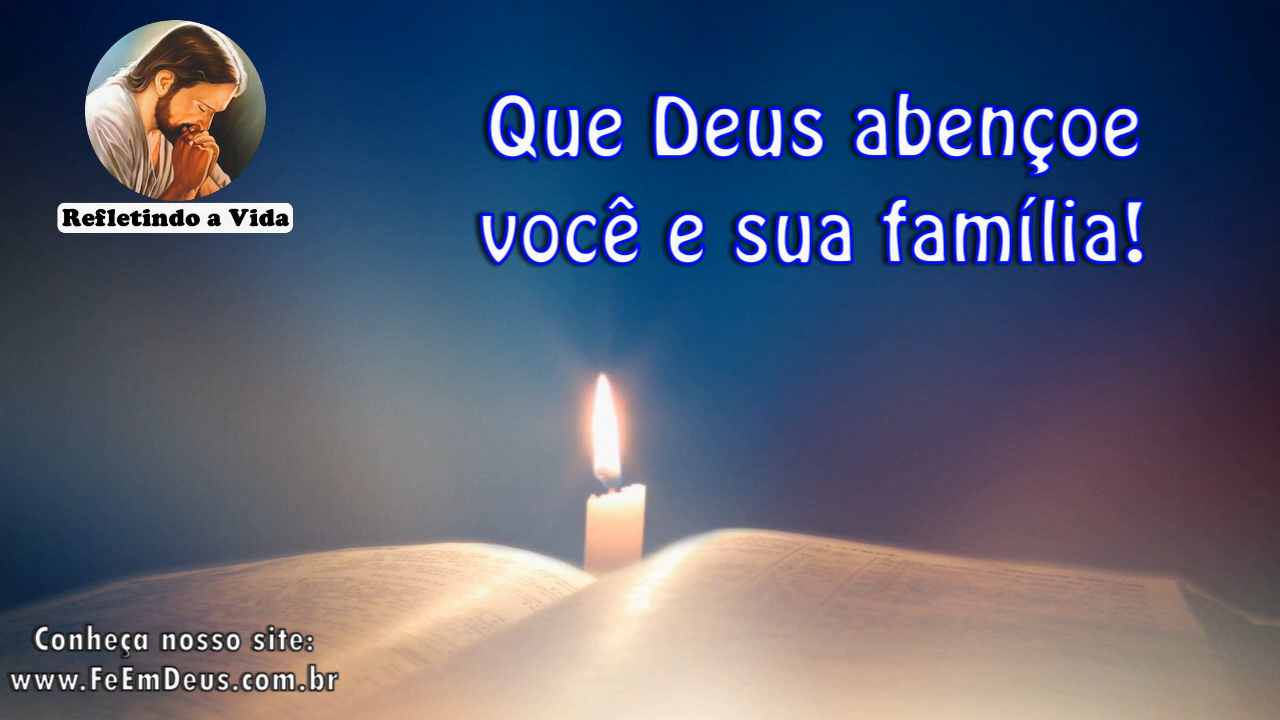 Que Deus abençoe
você e sua família!
Refletindo a Vida
Conheça nosso site:
www.FeEmDeus.com.br